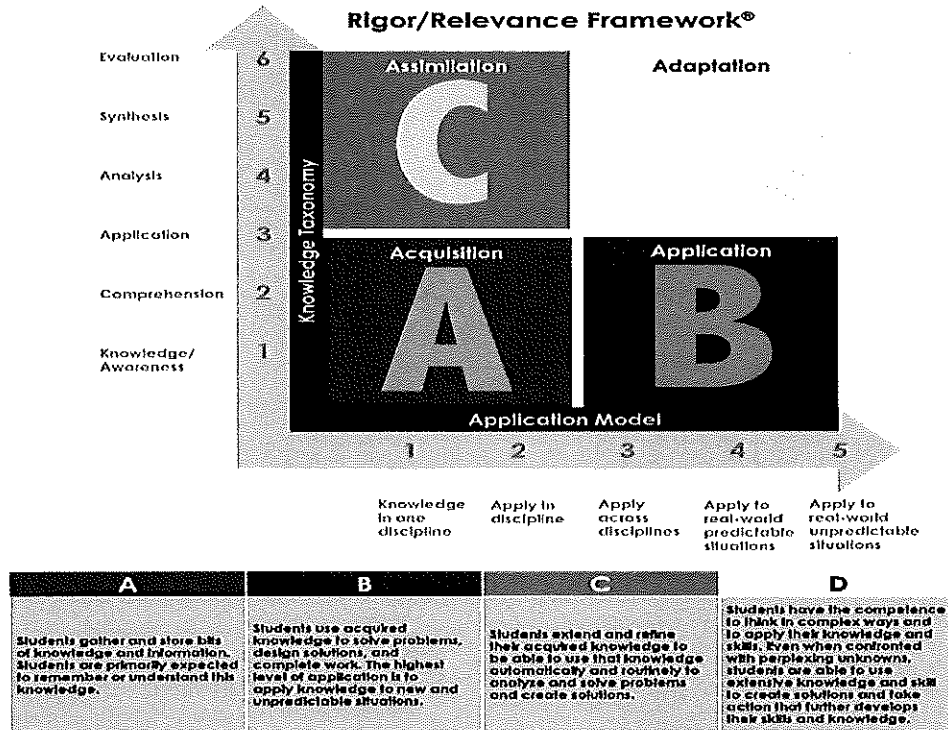 Rigor/Relevance Framework®
Evaluation
Synthesis
Analysis
Application
Comprehension
Knowledge/
Awareness
6
5
4
3
2
1
Knowledge Taxonomy
Assimilation
C
Adaptation
Acquisition
A
Application
B
Application Model
1 2 3 4 5
Knowledge
in one
discipline
Apply in
discipline
Apply
across
disciplines
Apply to
real-world
predictable
situations
Apply to
real-world
unpredictable
situations
A
Students gather and store bits
of knowledge and information.
Students are primarily expected
to remember or understand this
knowledge.
B
Students use acquired
knowledge to solve problems,
design solutions, and
complete work. The highest
level of application is to
apply knowledge to new and
unpredictable situations.
C
Students extend and refine
their acquired knowledge to
be able to use that knowledge
automatically and routinely to
analyze and solve problems
and create solutions.
D
Students have the competence
to think in complex ways and
to apply their knowledge and
skills. Even when confronted
with perplexing unknowns,
students are able to use
extensive knowledge and skill
to create solutions and take
action that further develops
their skills and knowledge.